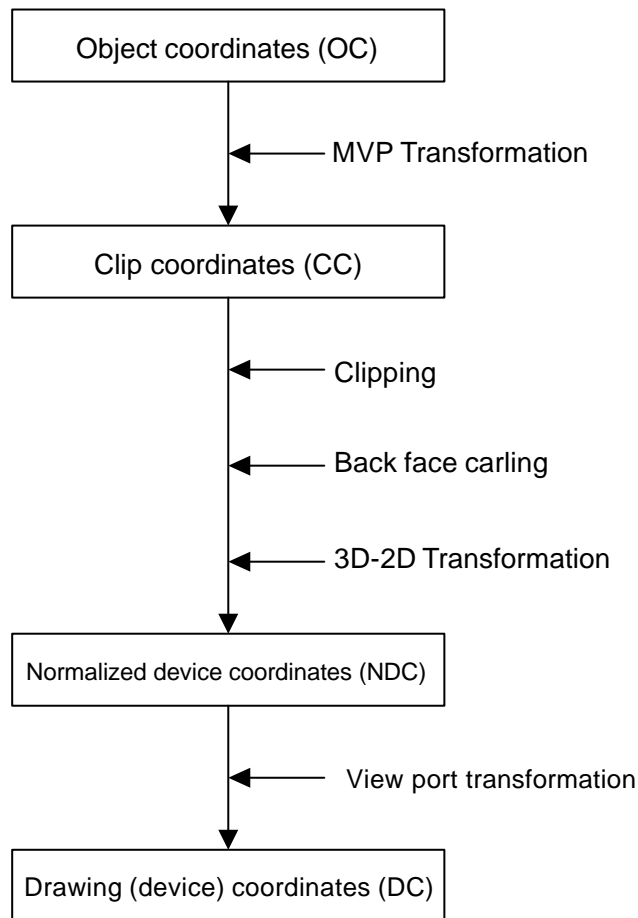 Object coordinates (OC)
MVP Transformation
Clip coordinates (CC)
Clipping
Back face carling
3D-2D Transformation
Normalized device coordinates (NDC)
View port transformation
Drawing (device) coordinates (DC)